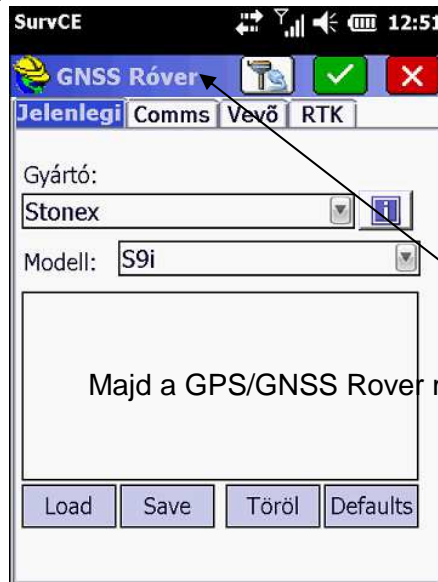 SurvCE 12:51
GNSS Róver
Jelenlegi Comms Vevõ RTK
Gyártó:
Stonex
Modell: S9i
Majd a GPS/GNSS Rover
Load Save Töröl Defaults